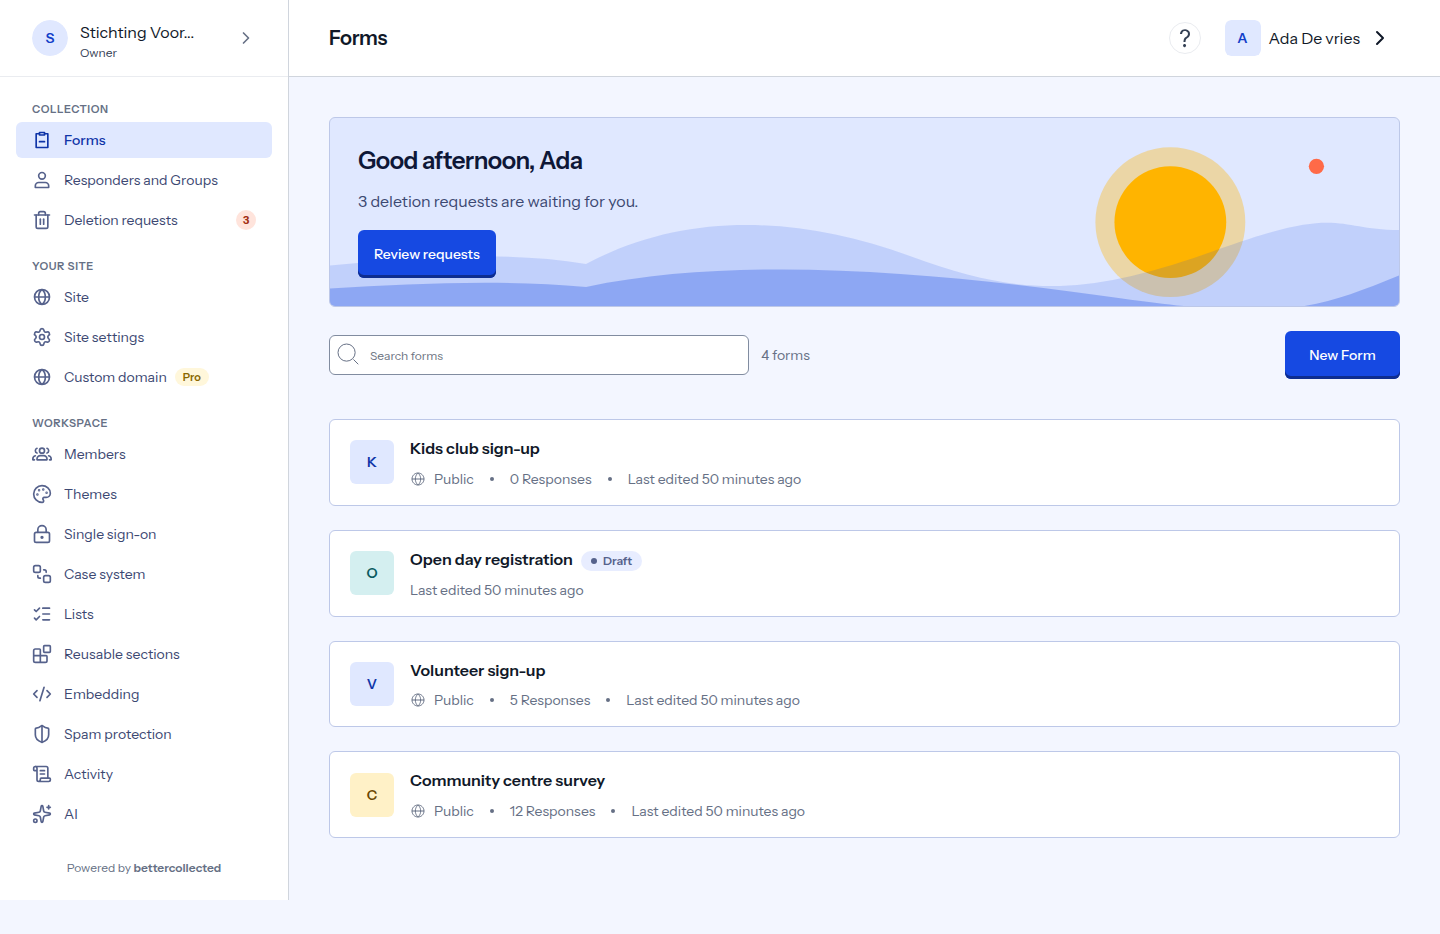 S
Stichting Voor...
Owner
COLLECTION
Forms
Responders and Groups
Deletion requests 3
YOUR SITE
Site
Site settings
Custom domain Pro
WORKSPACE
Members
Themes
Single sign-on
Case system
Lists
Reusable sections
Embedding
Spam protection
Activity
AI
Powered by bettercollected
Forms
? A Ada De vries
Good afternoon, Ada
3 deletion requests are waiting for you.
Review requests
Search forms 4 forms New Form
K
Kids club sign-up
Public • 0 Responses • Last edited 50 minutes ago
O
Open day registration • Draft
Last edited 50 minutes ago
V
Volunteer sign-up
Public • 5 Responses • Last edited 50 minutes ago
C
Community centre survey
Public • 12 Responses • Last edited 50 minutes ago